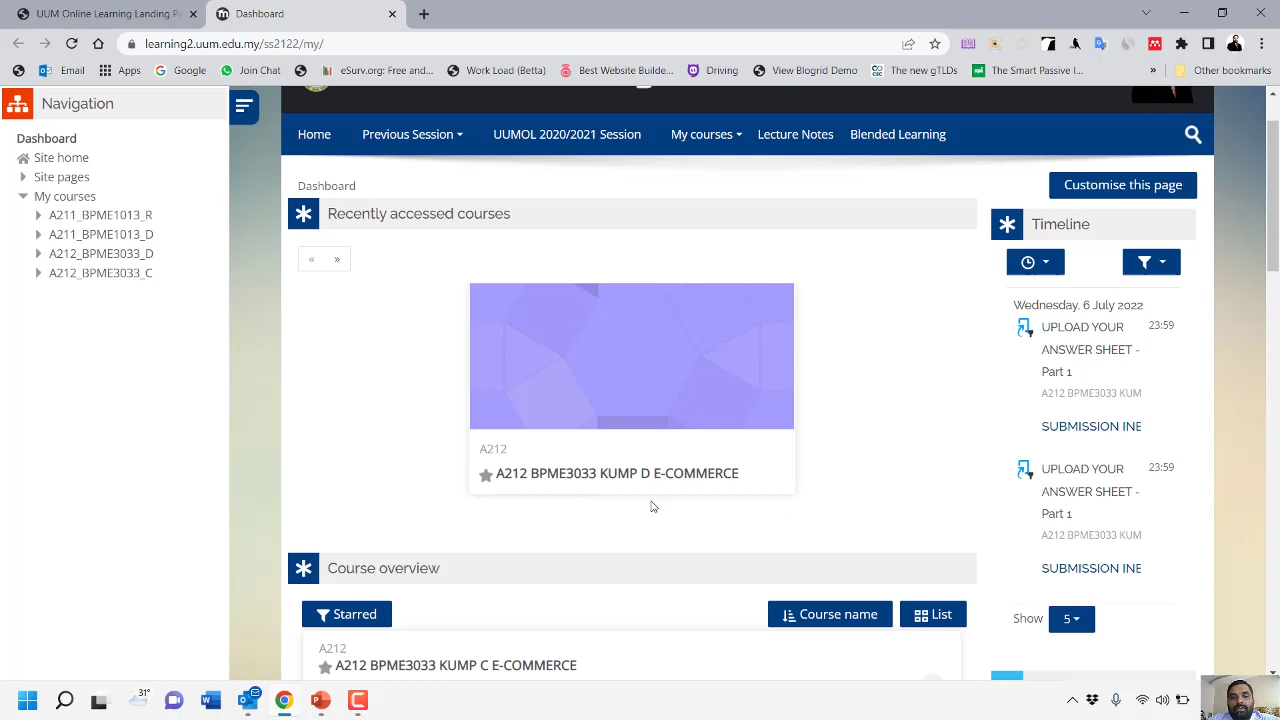 UUM Online Learning Landing P
Dashboard
learning2.uum.edu.my/ss2122/my/
Email
Apps
Google
Join Chat
eSurv.org: Free and...
Work Load (Betta)
Best Website Builde...
Driving
View Blogrid Demo
The new gTLDs
The Smart Passive I...
»
Other bookmarks
Navigation
Dashboard
Site home
Site pages
My courses
A211_BPME1013_R
A211_BPME1013_D
A212_BPME3033_D
A212_BPME3033_C
Home
Previous Session
UUMOL 2020/2021 Session
My courses
Lecture Notes
Blended Learning
Dashboard
Customise this page
Recently accessed courses
« »
A212
A212 BPME3033 KUMP D E-COMMERCE
Course overview
Starred
Course name
List
A212
A212 BPME3033 KUMP C E-COMMERCE
Timeline
Wednesday, 6 July 2022
UPLOAD YOUR 23:59
ANSWER SHEET -
Part 1
A212 BPME3033 KUM
SUBMISSION INE
UPLOAD YOUR 23:59
ANSWER SHEET -
Part 1
A212 BPME3033 KUM
SUBMISSION INE
Show 5
31°